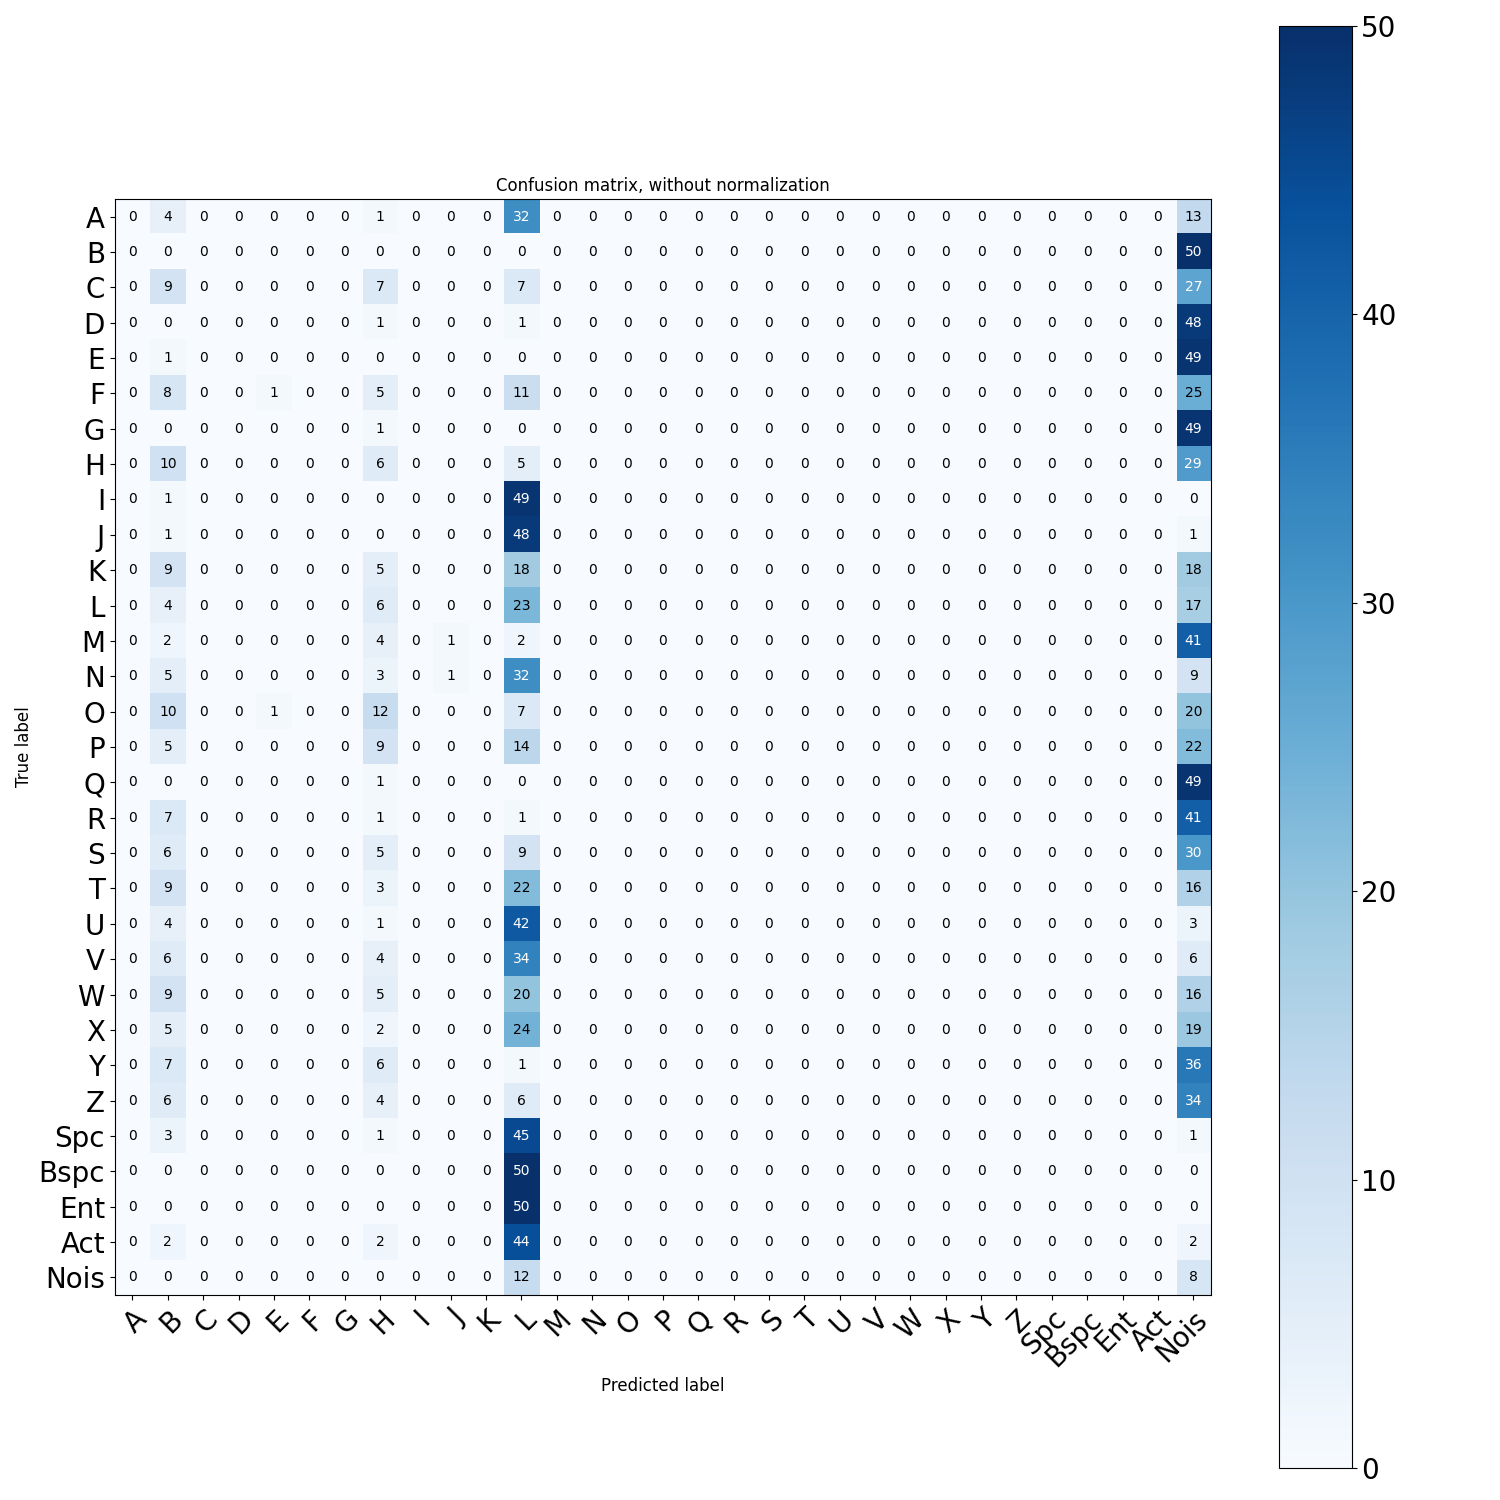 Confusion matrix, without normalization
A 0 4 0 0 0 0 0 1 0 0 0 32 0 0 0 0 0 0 0 0 0 0 0 0 0 0 0 0 0 0 13
B 0 0 0 0 0 0 0 0 0 0 0 0 0 0 0 0 0 0 0 0 0 0 0 0 0 0 0 0 0 0 50
C 0 9 0 0 0 0 0 7 0 0 0 7 0 0 0 0 0 0 0 0 0 0 0 0 0 0 0 0 0 0 27
D 0 0 0 0 0 0 0 1 0 0 0 1 0 0 0 0 0 0 0 0 0 0 0 0 0 0 0 0 0 0 48
E 0 1 0 0 0 0 0 0 0 0 0 0 0 0 0 0 0 0 0 0 0 0 0 0 0 0 0 0 0 0 49
F 0 8 0 0 1 0 0 5 0 0 0 11 0 0 0 0 0 0 0 0 0 0 0 0 0 0 0 0 0 0 25
G 0 0 0 0 0 0 0 1 0 0 0 0 0 0 0 0 0 0 0 0 0 0 0 0 0 0 0 0 0 0 49
H 0 10 0 0 0 0 0 6 0 0 0 5 0 0 0 0 0 0 0 0 0 0 0 0 0 0 0 0 0 0 29
I 0 1 0 0 0 0 0 0 0 0 0 49 0 0 0 0 0 0 0 0 0 0 0 0 0 0 0 0 0 0 0
J 0 1 0 0 0 0 0 0 0 0 0 48 0 0 0 0 0 0 0 0 0 0 0 0 0 0 0 0 0 0 1
K 0 9 0 0 0 0 0 5 0 0 0 18 0 0 0 0 0 0 0 0 0 0 0 0 0 0 0 0 0 0 18
L 0 4 0 0 0 0 0 6 0 0 0 23 0 0 0 0 0 0 0 0 0 0 0 0 0 0 0 0 0 0 17
M 0 2 0 0 0 0 0 4 0 1 0 2 0 0 0 0 0 0 0 0 0 0 0 0 0 0 0 0 0 0 41
N 0 5 0 0 0 0 0 3 0 1 0 32 0 0 0 0 0 0 0 0 0 0 0 0 0 0 0 0 0 0 9
O 0 10 0 0 1 0 0 12 0 0 0 7 0 0 0 0 0 0 0 0 0 0 0 0 0 0 0 0 0 0 20
P 0 5 0 0 0 0 0 9 0 0 0 14 0 0 0 0 0 0 0 0 0 0 0 0 0 0 0 0 0 0 22
Q 0 0 0 0 0 0 0 1 0 0 0 0 0 0 0 0 0 0 0 0 0 0 0 0 0 0 0 0 0 0 49
R 0 7 0 0 0 0 0 1 0 0 0 1 0 0 0 0 0 0 0 0 0 0 0 0 0 0 0 0 0 0 41
S 0 6 0 0 0 0 0 5 0 0 0 9 0 0 0 0 0 0 0 0 0 0 0 0 0 0 0 0 0 0 30
T 0 9 0 0 0 0 0 3 0 0 0 22 0 0 0 0 0 0 0 0 0 0 0 0 0 0 0 0 0 0 16
U 0 4 0 0 0 0 0 1 0 0 0 42 0 0 0 0 0 0 0 0 0 0 0 0 0 0 0 0 0 0 3
V 0 6 0 0 0 0 0 4 0 0 0 34 0 0 0 0 0 0 0 0 0 0 0 0 0 0 0 0 0 0 6
W 0 9 0 0 0 0 0 5 0 0 0 20 0 0 0 0 0 0 0 0 0 0 0 0 0 0 0 0 0 0 16
X 0 5 0 0 0 0 0 2 0 0 0 24 0 0 0 0 0 0 0 0 0 0 0 0 0 0 0 0 0 0 19
Y 0 7 0 0 0 0 0 6 0 0 0 1 0 0 0 0 0 0 0 0 0 0 0 0 0 0 0 0 0 0 36
Z 0 6 0 0 0 0 0 4 0 0 0 6 0 0 0 0 0 0 0 0 0 0 0 0 0 0 0 0 0 0 34
Spc 0 3 0 0 0 0 0 1 0 0 0 45 0 0 0 0 0 0 0 0 0 0 0 0 0 0 0 0 0 0 1
Bspc 0 0 0 0 0 0 0 0 0 0 0 50 0 0 0 0 0 0 0 0 0 0 0 0 0 0 0 0 0 0 0
Ent 0 0 0 0 0 0 0 0 0 0 0 50 0 0 0 0 0 0 0 0 0 0 0 0 0 0 0 0 0 0 0
Act 0 2 0 0 0 0 0 2 0 0 0 44 0 0 0 0 0 0 0 0 0 0 0 0 0 0 0 0 0 0 2
Nois 0 0 0 0 0 0 0 0 0 0 0 12 0 0 0 0 0 0 0 0 0 0 0 0 0 0 0 0 0 0 8
A B C D E F G H I J K L M N O P Q R S T U V W X Y Z Spc Bspc Ent Act Nois
Predicted label
True label
50
40
30
20
10
0